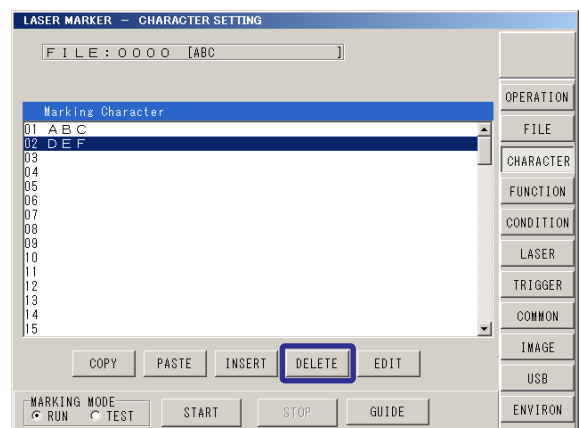 LASER MARKER － CHARACTER SETTING
ＦＩＬＥ：００００ [ABC ]
Marking Character
01 ＡＢＣ
02 ＤＥＦ
03
04
05
06
07
08
09
10
11
12
13
14
15
COPY PASTE INSERT DELETE EDIT
MARKING MODE
RUN TEST START STOP GUIDE
OPERATION
FILE
CHARACTER
FUNCTION
CONDITION
LASER
TRIGGER
COMMON
IMAGE
USB
ENVIRON